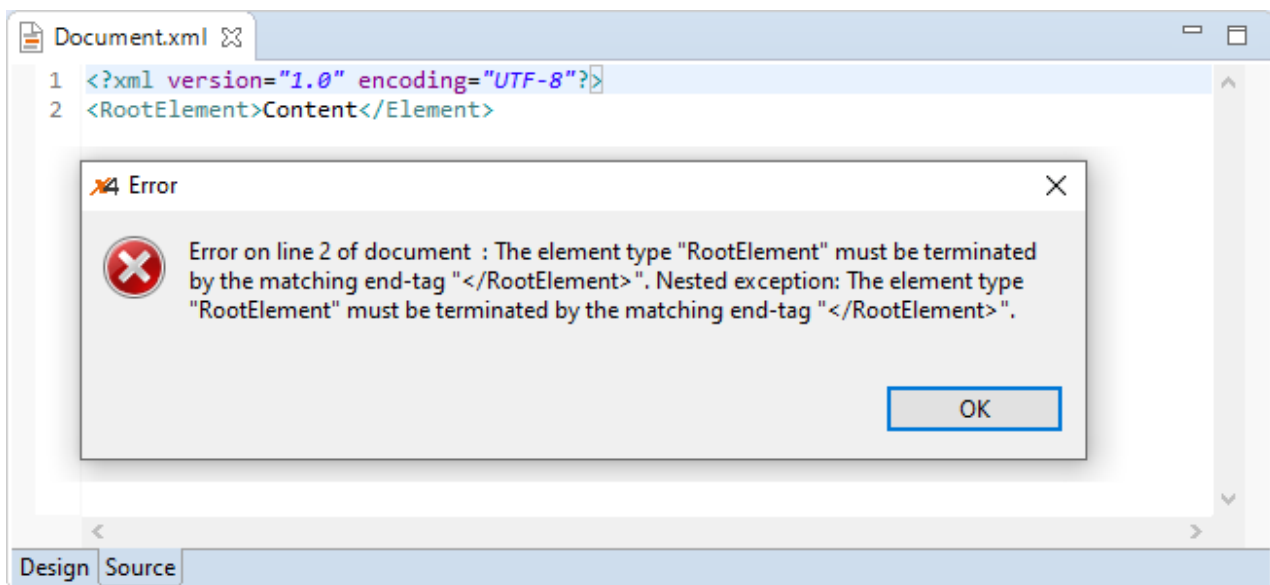 Document.xml
1 <?xml version="1.0" encoding="UTF-8"?>
2 <RootElement>Content</Element>
X4 Error
Error on line 2 of document : The element type "RootElement" must be terminated
by the matching end-tag "</RootElement>". Nested exception: The element type
"RootElement" must be terminated by the matching end-tag "</RootElement>".
OK
Design Source